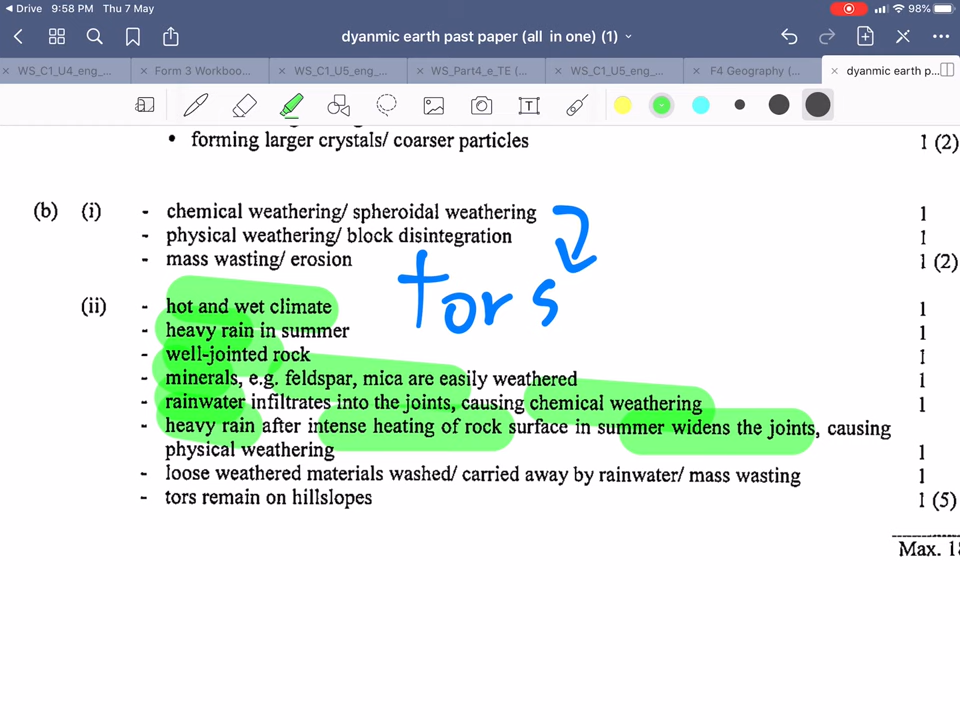 Drive 9:58 PM Thu 7 May 98%
dyanmic earth past paper (all in one) (1)
WS_C1_U4_eng_... Form 3 Workboo... WS_C1_U5_eng_... WS_Part4_e_TE (... WS_C1_U5_eng_... F4 Geography (... dyanmic earth p...
• forming larger crystals/ coarser particles 1 (2)
(b) (i) - chemical weathering/ spheroidal weathering 1
- physical weathering/ block disintegration 1
- mass wasting/ erosion 1 (2)
tors
(ii) - hot and wet climate 1
- heavy rain in summer 1
- well-jointed rock 1
- minerals, e.g. feldspar, mica are easily weathered 1
- rainwater infiltrates into the joints, causing chemical weathering 1
- heavy rain after intense heating of rock surface in summer widens the joints, causing
physical weathering 1
- loose weathered materials washed/ carried away by rainwater/ mass wasting 1
- tors remain on hillslopes 1 (5)
Max.